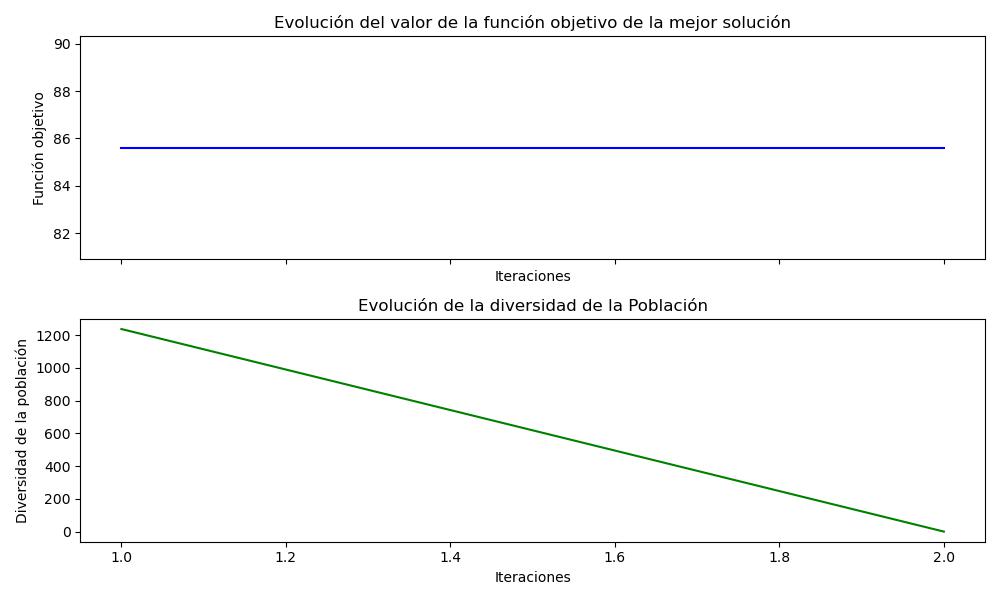 Evolución del valor de la función objetivo de la mejor solución
90
88
86
84
82
Función objetivo
Iteraciones
Evolución de la diversidad de la Población
1200
1000
800
600
400
200
0
Diversidad de la población
1.0 1.2 1.4 1.6 1.8 2.0
Iteraciones